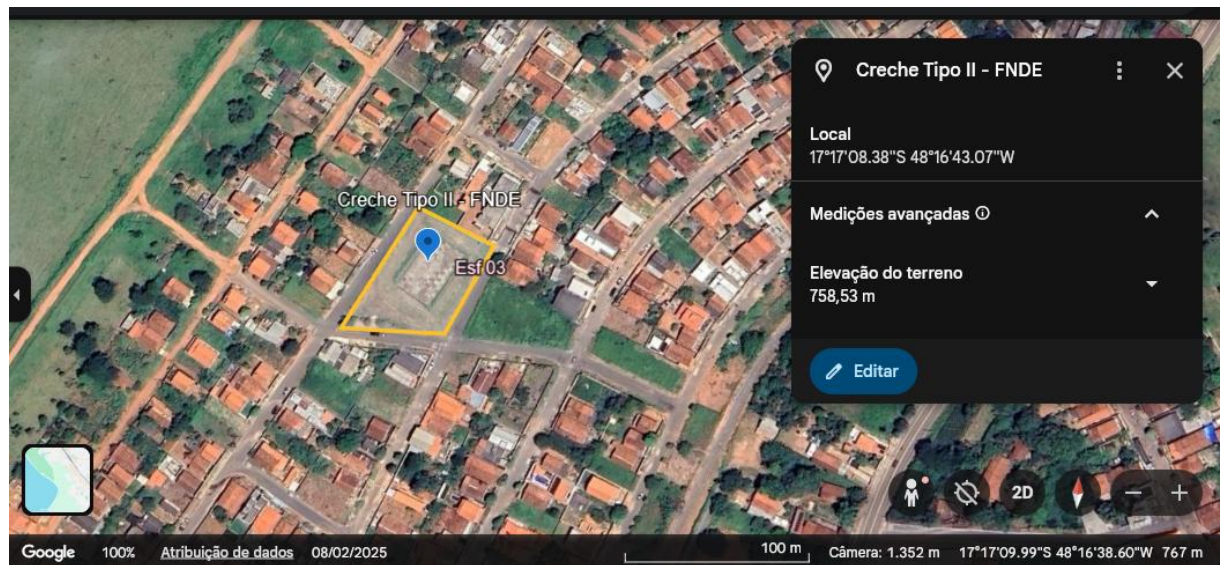 Creche Tipo II - FNDE
Local
17°17'08.38"S 48°16'43.07"W
Medições avançadas
Elevação do terreno
758,53 m
Editar
Creche Tipo II - FNDE
Esf 03
2D
Google 100% Atribuição de dados 08/02/2025 100 m Câmera: 1.352 m 17°17'09.99"S 48°16'38.60"W 767 m